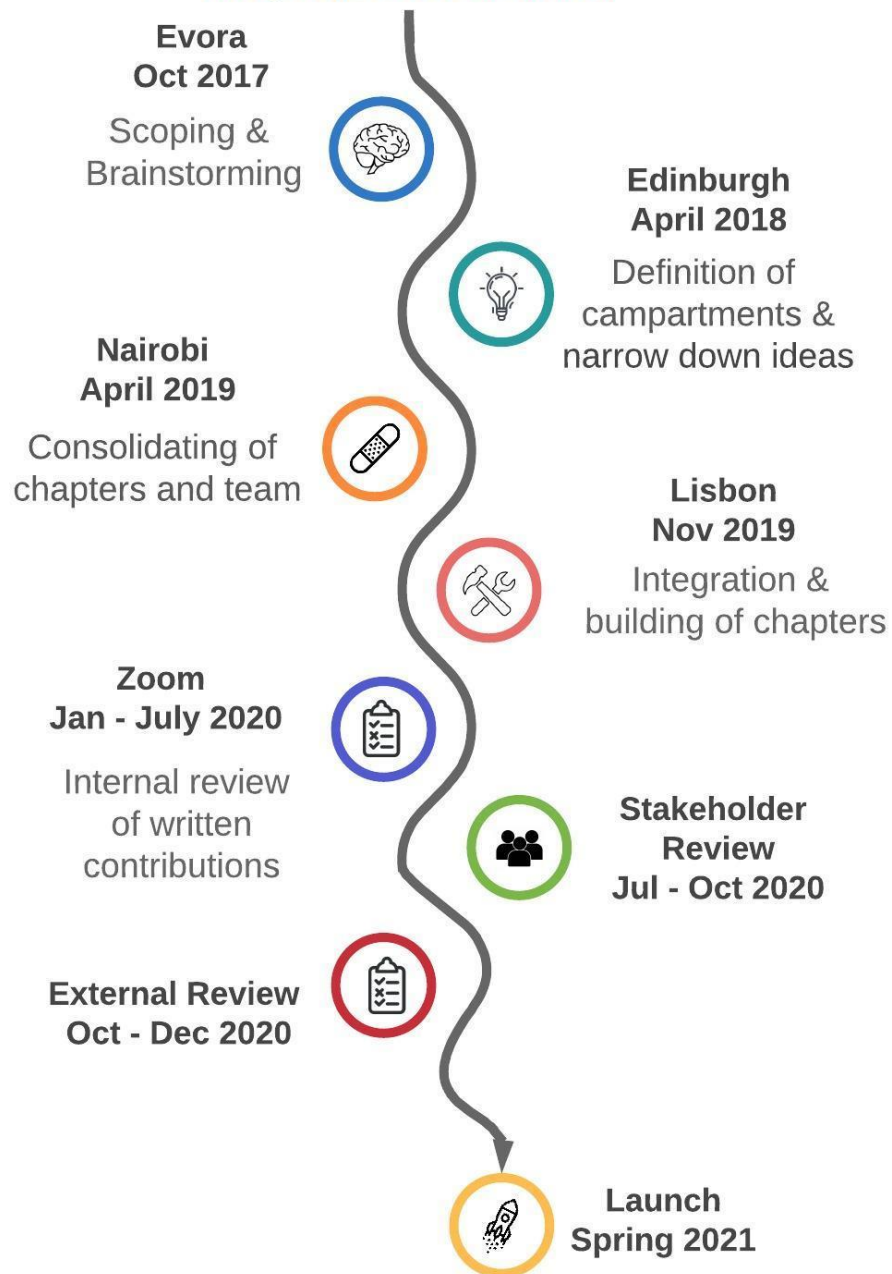 Evora
Oct 2017
Scoping &
Brainstorming
Edinburgh
April 2018
Definition of
campartments &
narrow down ideas
Nairobi
April 2019
Consolidating of
chapters and team
Lisbon
Nov 2019
Integration &
building of chapters
Zoom
Jan - July 2020
Internal review
of written
contributions
Stakeholder
Review
Jul - Oct 2020
External Review
Oct - Dec 2020
Launch
Spring 2021